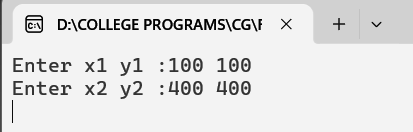 D:\COLLEGE PROGRAMS\CG\F
Enter x1 y1 :100 100
Enter x2 y2 :400 400